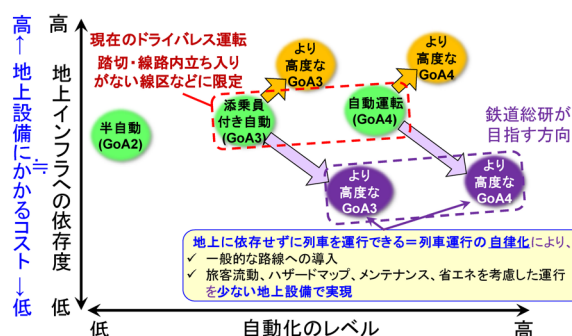 高← 地上設備にかかるコスト →低
≒
高
地上インフラへの依存度
低
現在のドライバレス運転
踏切・線路内立ち入り
がない線区などに限定
より
高度な
GoA3
より
高度な
GoA4
半自動
(GoA2)
添乗員
付き自動
(GoA3)
自動運転
(GoA4)
鉄道総研が
目指す方向
より
高度な
GoA3
より
高度な
GoA4
地上に依存せずに列車を運行できる＝列車運行の自律化により、
✓ 一般的な路線への導入
✓ 旅客流動、ハザードマップ、メンテナンス、省エネを考慮した運行
を少ない地上設備で実現
低
自動化のレベル
高